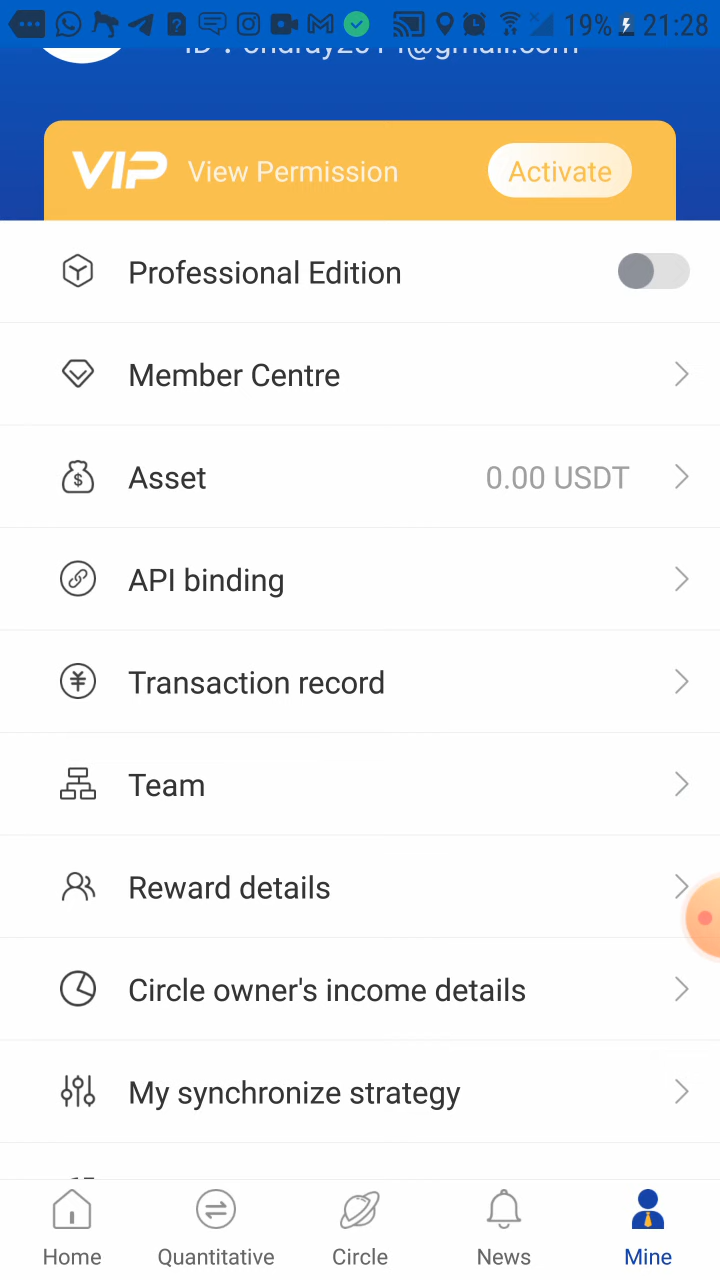 19% 21:28
VIP View Permission Activate
Professional Edition
Member Centre
Asset 0.00 USDT
API binding
Transaction record
Team
Reward details
Circle owner's income details
My synchronize strategy
Home Quantitative Circle News Mine